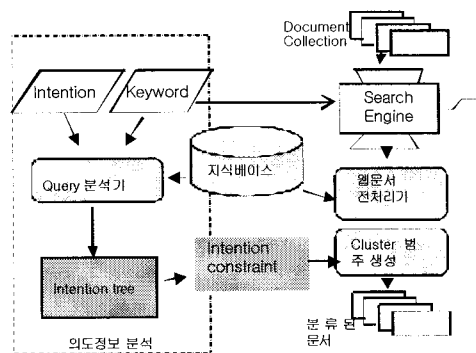 Document
Collection
Intention
Keyword
Search
Engine
지식베이스
Query 분석기
웹문서
전처리기
Intention
constraint
Cluster 범
주 생성
Intention tree
분 류 된
문서
의도정보 분석